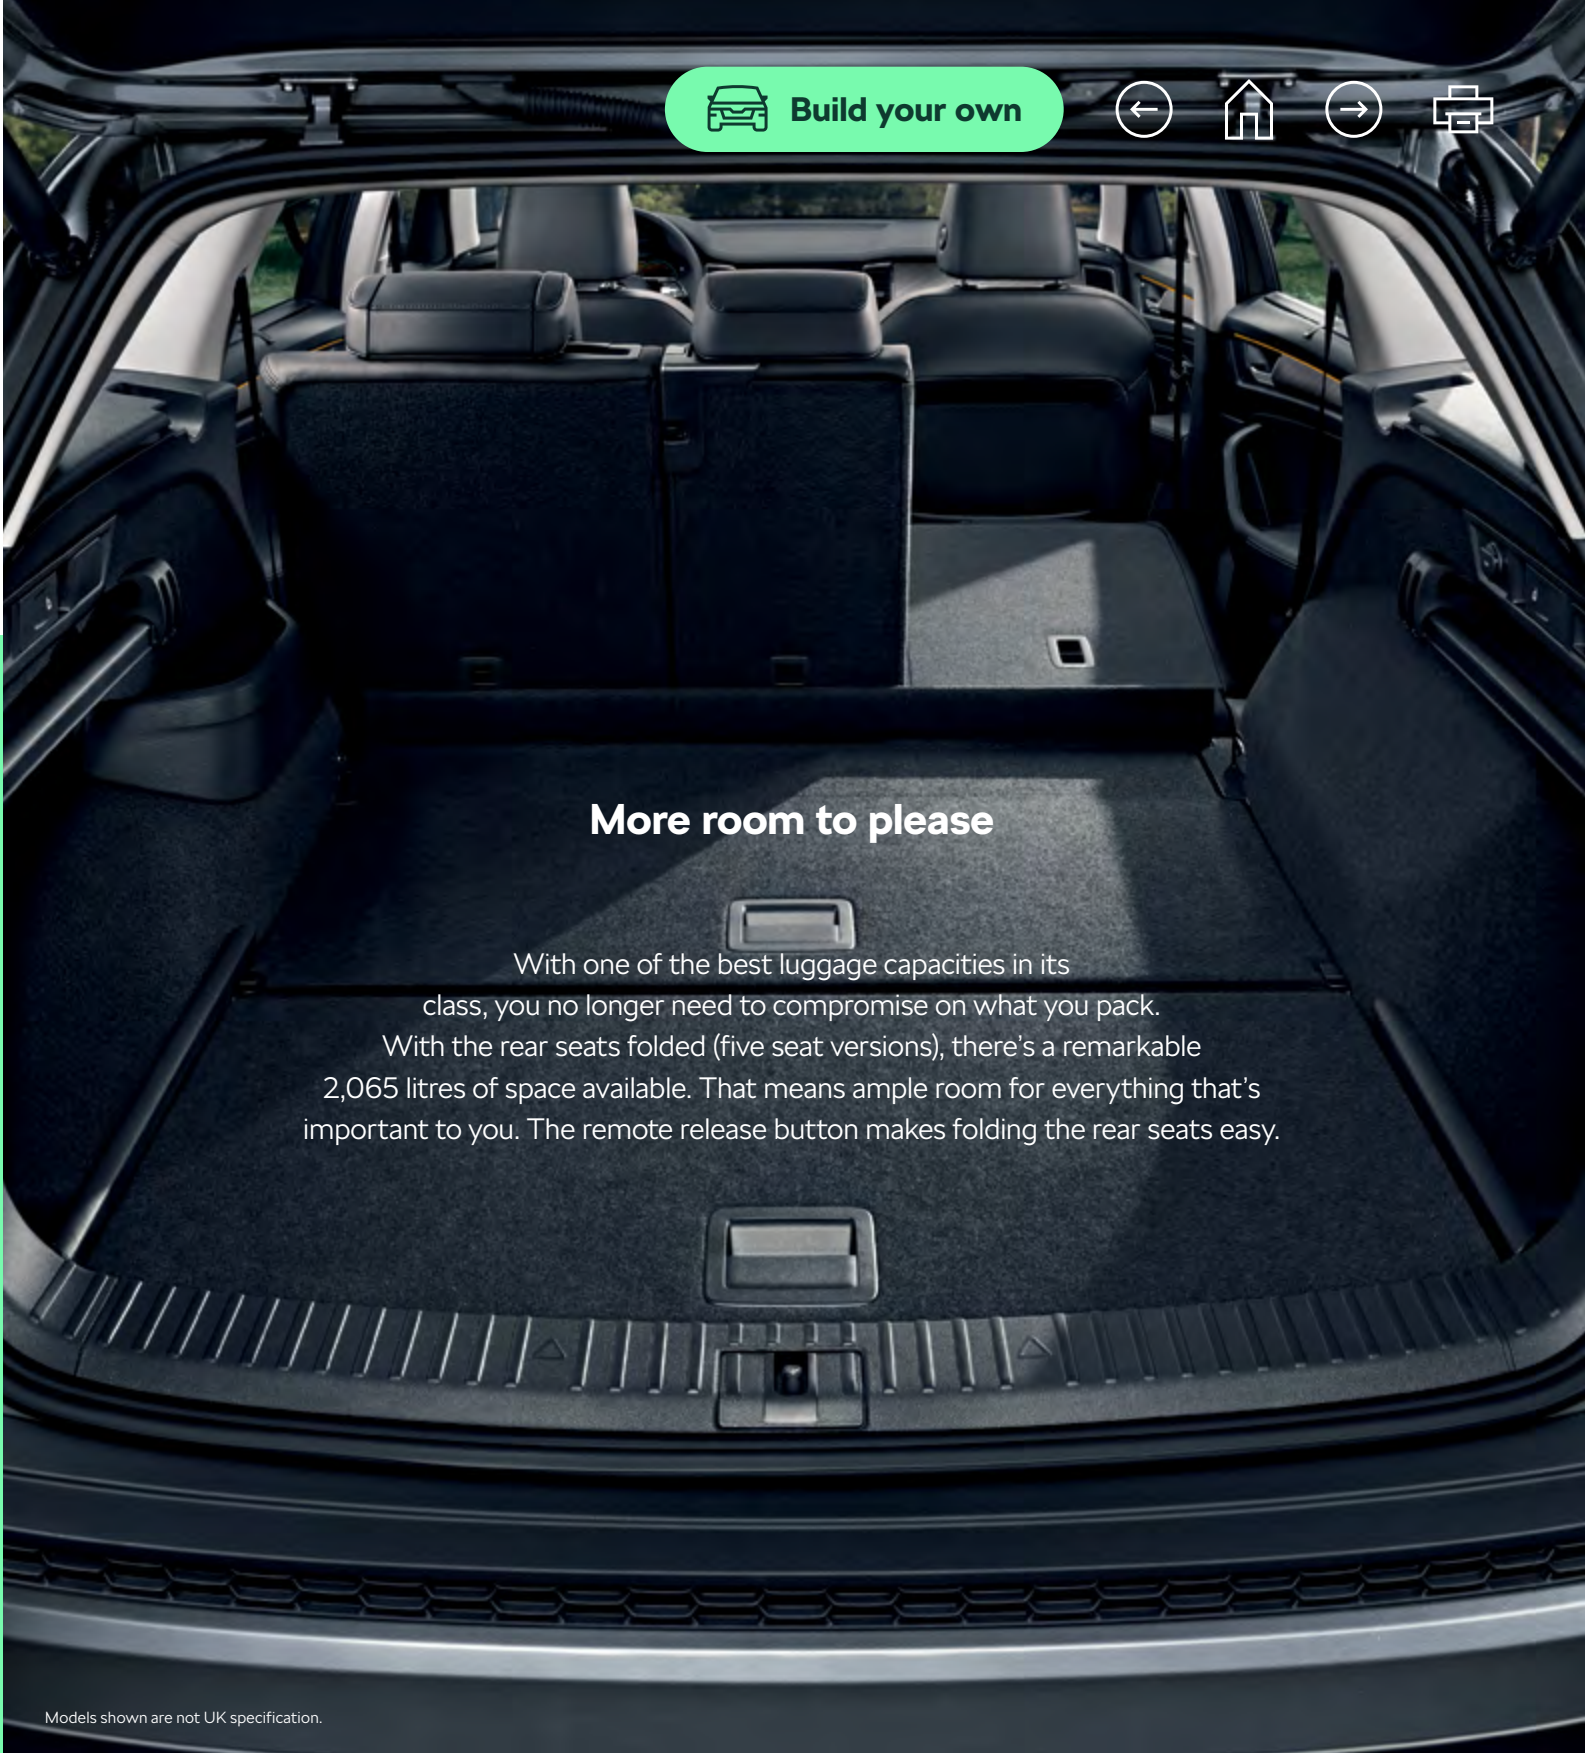 Build your own
More room to please
With one of the best luggage capacities in its
class, you no longer need to compromise on what you pack.
With the rear seats folded (five seat versions), there's a remarkable
2,065 litres of space available. That means ample room for everything that's
important to you. The remote release button makes folding the rear seats easy.
Models shown are not UK specification.